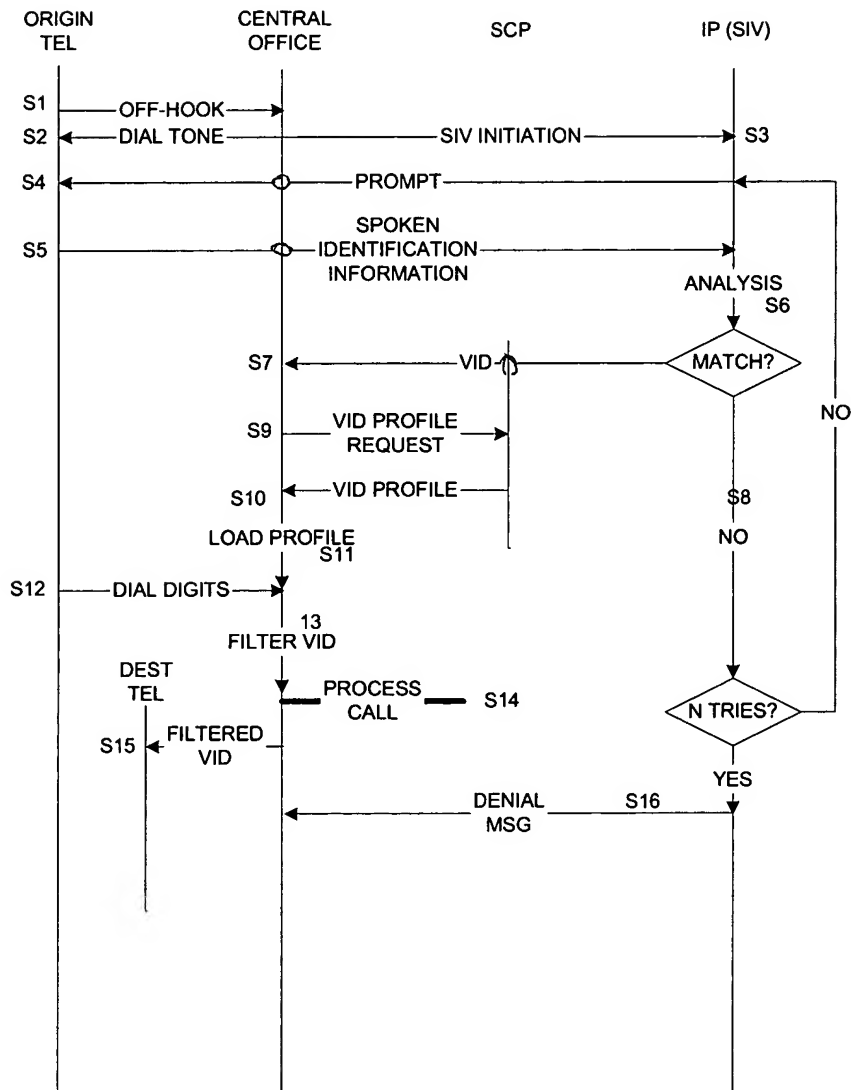 ORIGIN TEL
CENTRAL OFFICE
SCP
IP (SIV)
S1
OFF-HOOK
S2
DIAL TONE
SIV INITIATION
S3
S4
PROMPT
S5
SPOKEN
IDENTIFICATION
INFORMATION
ANALYSIS
S6
S7
VID
MATCH?
NO
S9
VID PROFILE
REQUEST
S10
VID PROFILE
S8
NO
LOAD PROFILE
S11
S12
DIAL DIGITS
13
FILTER VID
DEST
TEL
PROCESS
CALL
S14
N TRIES?
S15
FILTERED
VID
YES
DENIAL
MSG
S16